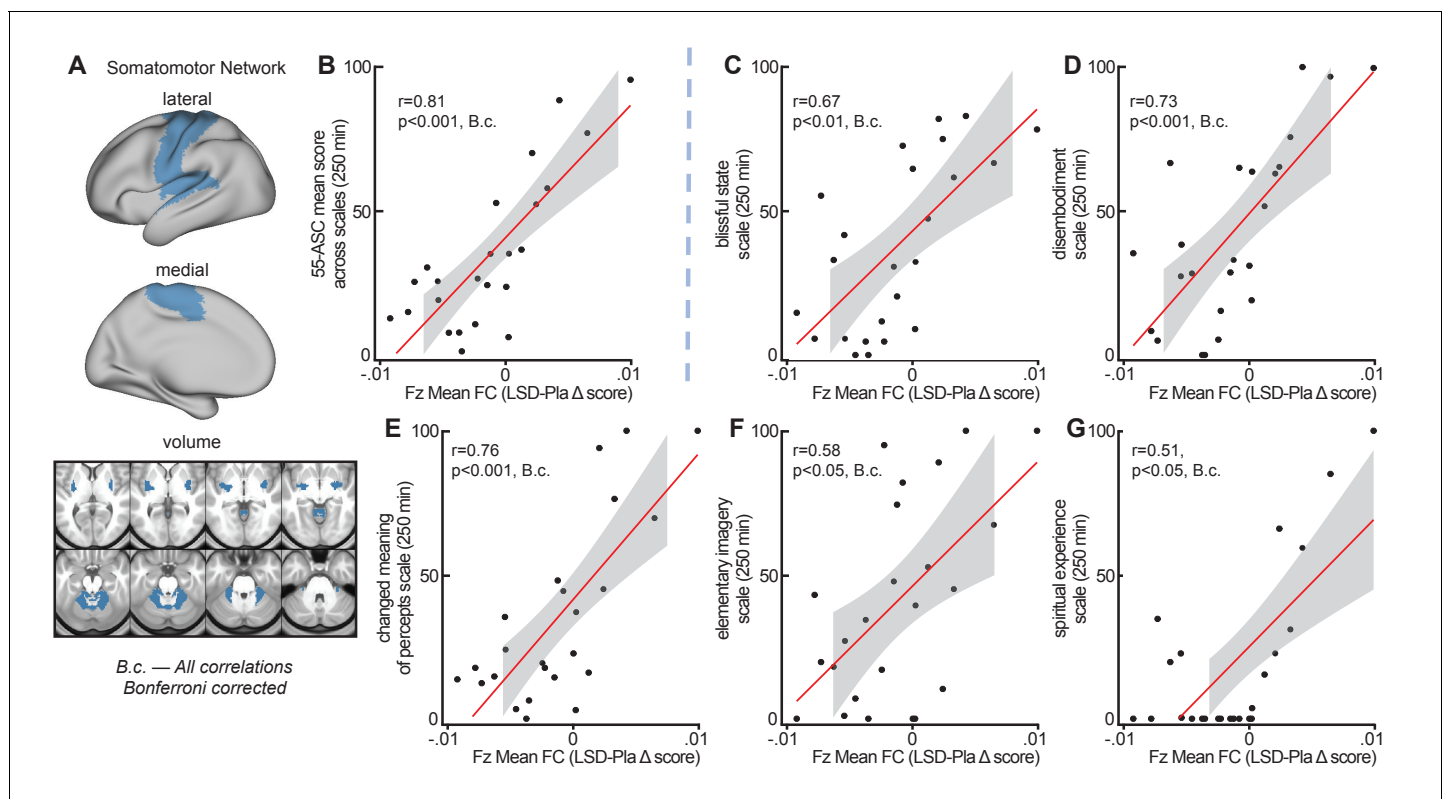 A Somatomotor Network
lateral
medial
volume
B.c. — All correlations
Bonferroni corrected
B
100
50
0
r=0.81
p<0.001, B.c.
55-ASC mean score
across scales (250 min)
-.01 0 .01
Fz Mean FC (LSD-Pla Δ score)
C
100
50
0
r=0.67
p<0.01, B.c.
blissful state
scale (250 min)
-.01 0 .01
Fz Mean FC (LSD-Pla Δ score)
D
100
50
0
r=0.73
p<0.001, B.c.
disembodiment
scale (250 min)
-.01 0 .01
Fz Mean FC (LSD-Pla Δ score)
E
100
50
0
r=0.76
p<0.001, B.c.
changed meaning
of percepts scale (250 min)
-.01 0 .01
Fz Mean FC (LSD-Pla Δ score)
F
100
50
0
r=0.58
p<0.05, B.c.
elementary imagery
scale (250 min)
-.01 0 .01
Fz Mean FC (LSD-Pla Δ score)
G
100
50
0
r=0.51,
p<0.05, B.c.
spiritual experience
scale (250 min)
-.01 0 .01
Fz Mean FC (LSD-Pla Δ score)